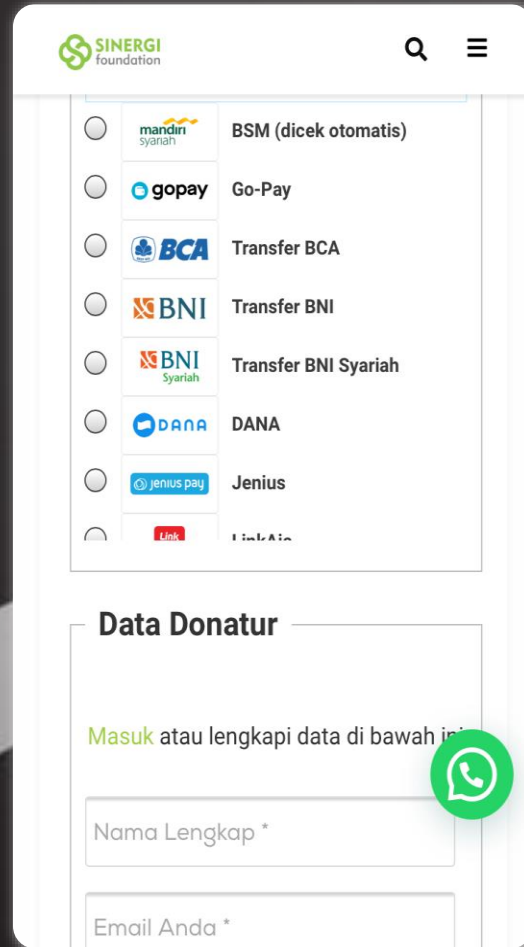 SINERGI
foundation
mandiri
syariah
BSM (dicek otomatis)
gopay
Go-Pay
BCA
Transfer BCA
BNI
Transfer BNI
BNI
Syariah
Transfer BNI Syariah
DANA
DANA
jenius pay
Jenius
Link
LinkAja
Data Donatur
Masuk atau lengkapi data di bawah ini
Nama Lengkap *
Email Anda *